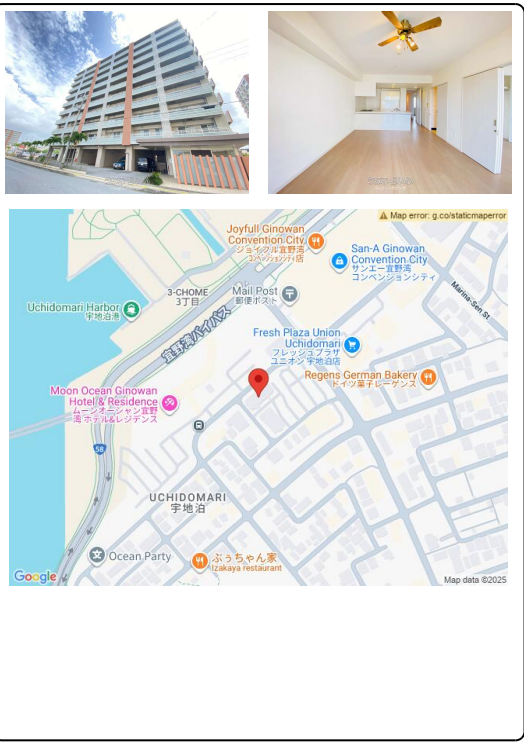 Map error: g.co/staticmaperror
Joyfull Ginowan
Convention City
ジョイフル宜野湾
コンベンションシティ店
San-A Ginowan
Convention City
サンエー宜野湾
コンベンションシティ
3-CHOME
3丁目
Mail Post
郵便ポスト
Marina-Sen St
Uchidomari Harbor
宇地泊港
宜野湾バイパス
Fresh Plaza Union
Uchidomari
フレッシュプラザ
ユニオン 宇地泊店
Regens German Bakery
ドイツ菓子レーゲンス
Moon Ocean Ginowan
Hotel & Residence
ムーンオーシャン宜野
湾 ホテル&レジデンス
58
UCHIDOMARI
宇地泊
Ocean Party
ぶぅちゃん家
Izakaya restaurant
Google
Map data ©2025